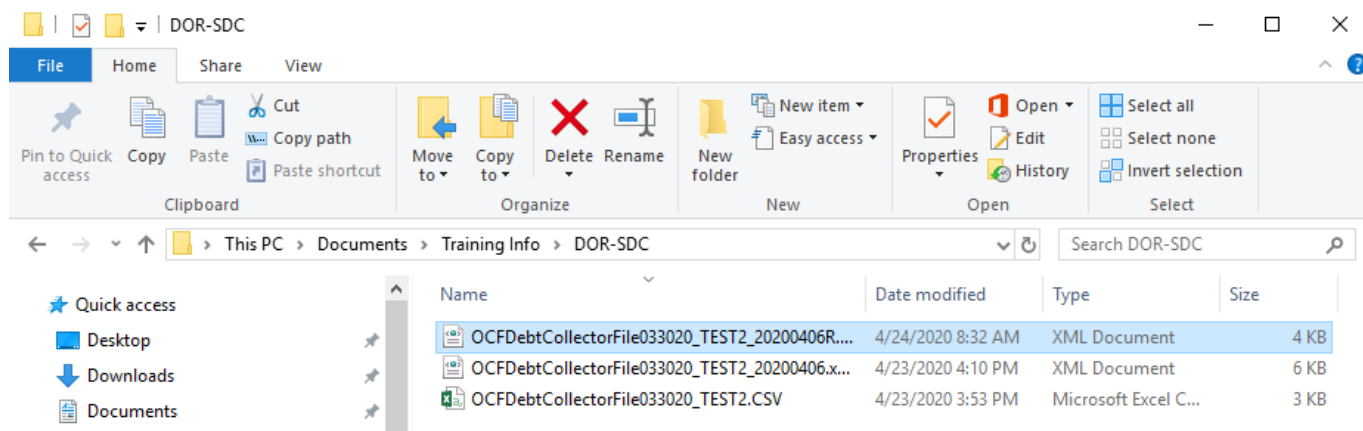 DOR-SDC
File Home Share View
Pin to Quick access
Copy
Paste
Cut
Copy path
Paste shortcut
Clipboard
Move to
Copy to
Delete
Rename
Organize
New folder
New item
Easy access
New
Properties
Open
Edit
History
Open
Select all
Select none
Invert selection
Select
This PC > Documents > Training Info > DOR-SDC
Search DOR-SDC
Quick access
Desktop
Downloads
Documents
Name Date modified Type Size
OCFDebtCollectorFile033020_TEST2_20200406R.... 4/24/2020 8:32 AM XML Document 4 KB
OCFDebtCollectorFile033020_TEST2_20200406.x... 4/23/2020 4:10 PM XML Document 6 KB
OCFDebtCollectorFile033020_TEST2.CSV 4/23/2020 3:53 PM Microsoft Excel C... 3 KB